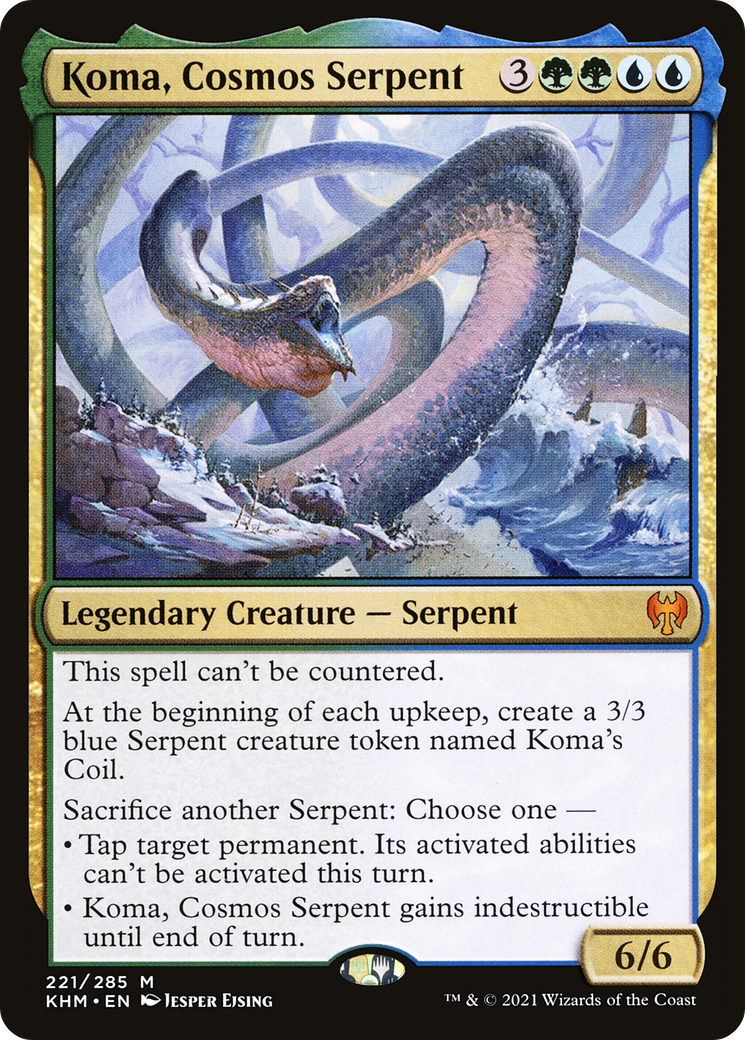 Koma, Cosmos Serpent 3
Legendary Creature — Serpent
This spell can't be countered.
At the beginning of each upkeep, create a 3/3
blue Serpent creature token named Koma's
Coil.
Sacrifice another Serpent: Choose one —
• Tap target permanent. Its activated abilities
can't be activated this turn.
• Koma, Cosmos Serpent gains indestructible
until end of turn.
6/6
221/285 M
KHM • EN Jesper Ejsing
™ & © 2021 Wizards of the Coast